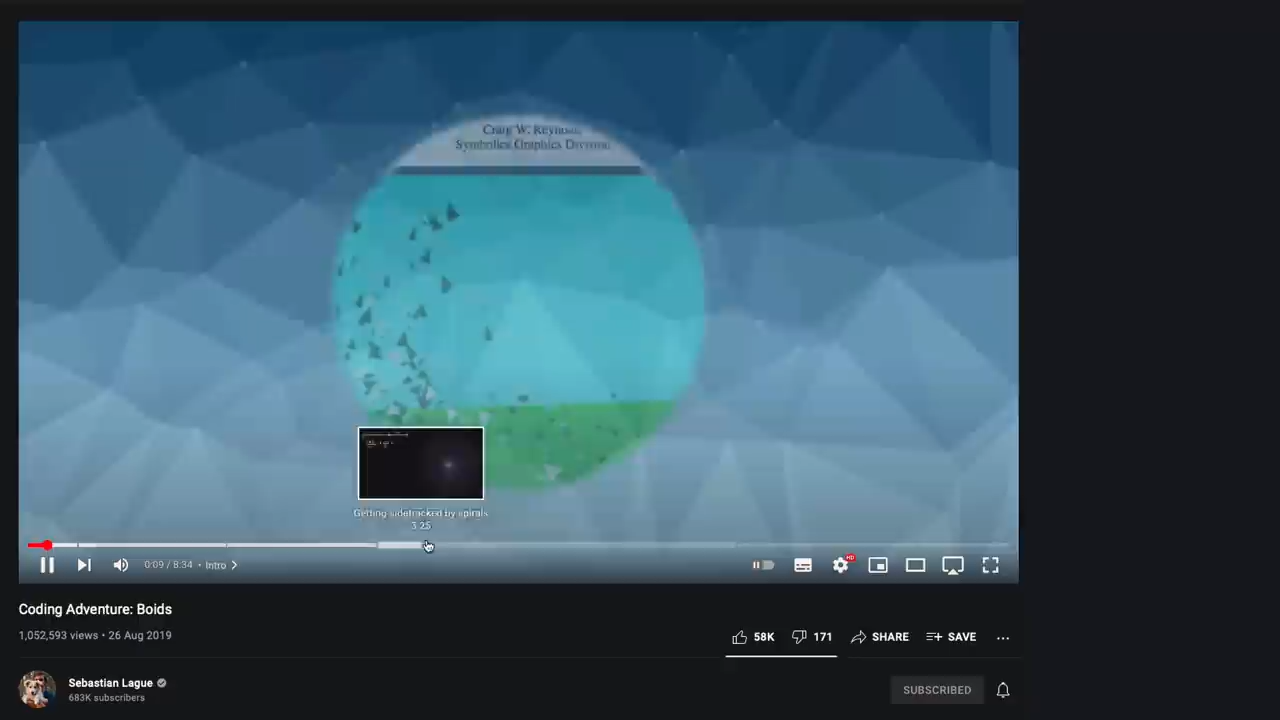 Craig W. Reynolds
Symbolics Graphics Division
Getting sidetracked by spirals
3:25
0:09 / 8:34 • Intro
HD
Coding Adventure: Boids
1,052,593 views • 26 Aug 2019
58K
171
SHARE
SAVE
Sebastian Lague
683K subscribers
SUBSCRIBED